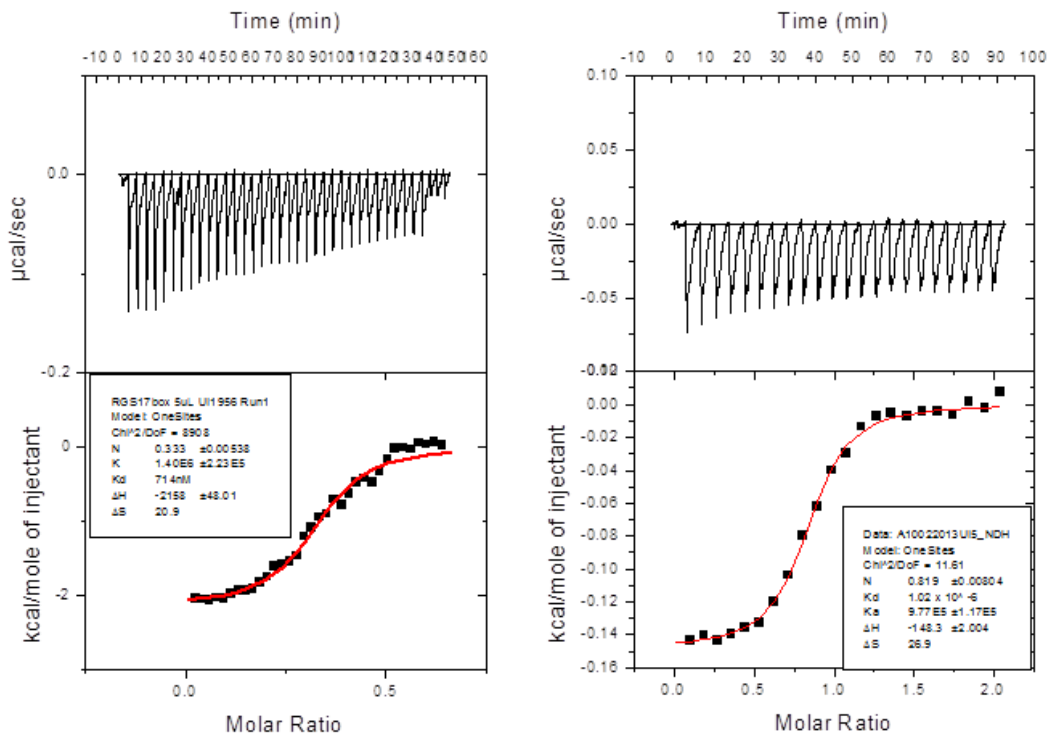 Time (min)
-10 0 10 20 30 40 50 60 70 80 90 100 110 120 130 140 150 160
0.0
-0.2
µcal/sec
RGS17box 5uL UI1956 Run1
Model: OneSites
Chi^2/DoF = 8908
N 0.333 ±0.00538
K 1.40E6 ±2.23E5
Kd 714nM
ΔH -2158 ±48.01
ΔS 20.9
0
-2
kcal/mole of injectant
0.0 0.5
Molar Ratio
Time (min)
-10 0 10 20 30 40 50 60 70 80 90 100
0.10
0.05
0.00
-0.05
µcal/sec
0.00
-0.02
-0.04
-0.06
-0.08
-0.10
-0.12
-0.14
-0.16
kcal/mole of injectant
Data: A10022013UI5_NDH
Model: OneSites
Chi^2/DoF = 11.61
N 0.819 ±0.00804
Kd 1.02 x 10^ -6
Ka 9.77E5 ±1.17E5
ΔH -148.3 ±2.004
ΔS 26.9
0.0 0.5 1.0 1.5 2.0
Molar Ratio